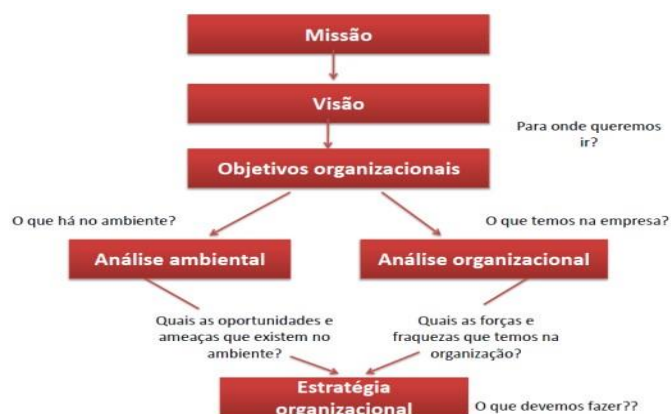 Missão
Visão
Para onde queremos
ir?
Objetivos organizacionais
O que há no ambiente?
O que temos na empresa?
Análise ambiental
Análise organizacional
Quais as oportunidades e
ameaças que existem no
ambiente?
Quais as forças e
fraquezas que temos na
organização?
Estratégia
organizacional
O que devemos fazer??